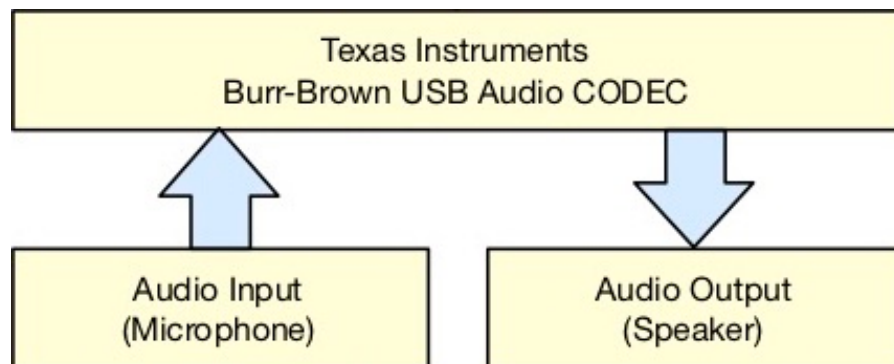 Texas Instruments
Burr-Brown USB Audio CODEC
Audio Input
(Microphone)
Audio Output
(Speaker)